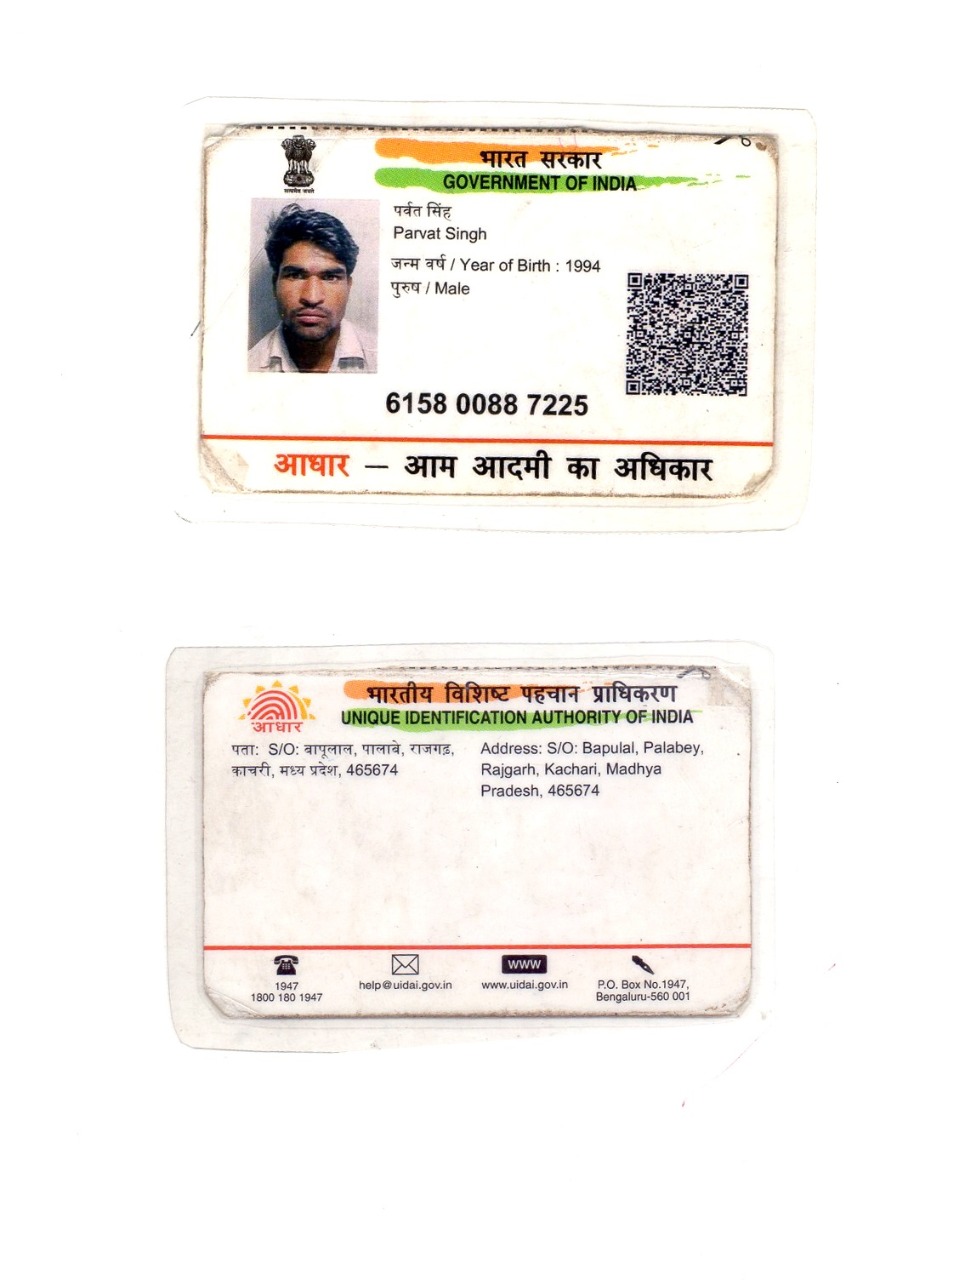 भारत सरकार
GOVERNMENT OF INDIA
सत्यमेव जयते
पर्वत सिंह
Parvat Singh
जन्म वर्ष / Year of Birth : 1994
पुरुष / Male
6158 0088 7225
आधार — आम आदमी का अधिकार
भारतीय विशिष्ट पहचान प्राधिकरण
UNIQUE IDENTIFICATION AUTHORITY OF INDIA
आधार
पता: S/O: बापूलाल, पालाबे, राजगढ़,
काचरी, मध्य प्रदेश, 465674
Address: S/O: Bapulal, Palabey,
Rajgarh, Kachari, Madhya
Pradesh, 465674
1947
1800 180 1947
help@uidai.gov.in
www
www.uidai.gov.in
P.O. Box No.1947,
Bengaluru-560 001